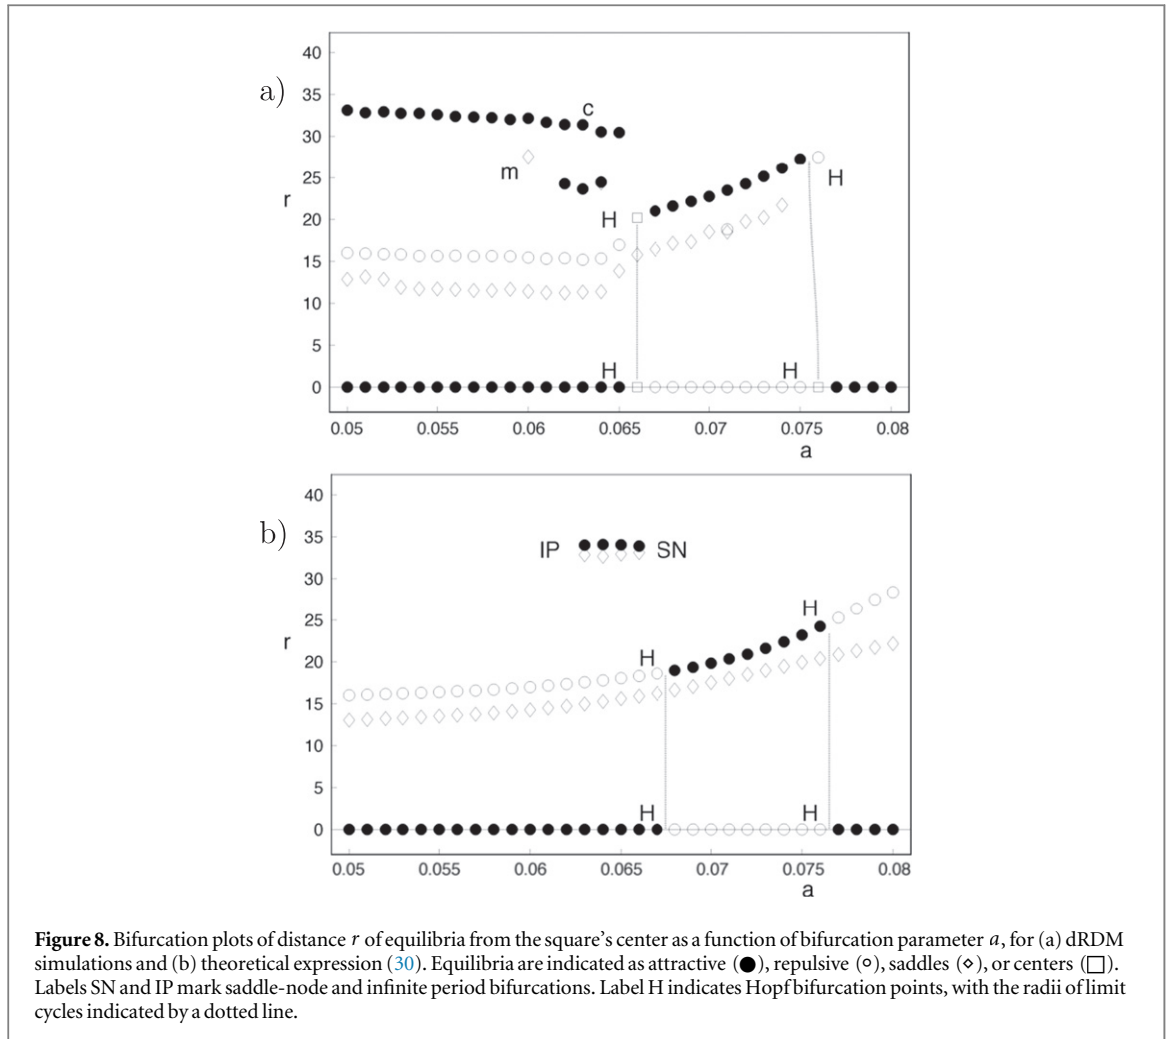 a)
40
35
30
25
20
15
10
5
0
r
c
m
H
H
H
H
0.05 0.055 0.06 0.065 0.07 0.075 0.08
a
b)
40
35
30
25
20
15
10
5
0
r
IP SN
H
H
H
H
0.05 0.055 0.06 0.065 0.07 0.075 0.08
a
Figure 8. Bifurcation plots of distance r of equilibria from the square's center as a function of bifurcation parameter a, for (a) dRDM
simulations and (b) theoretical expression (30). Equilibria are indicated as attractive (●), repulsive (○), saddles (⋄), or centers (□).
Labels SN and IP mark saddle-node and infinite period bifurcations. Label H indicates Hopf bifurcation points, with the radii of limit
cycles indicated by a dotted line.